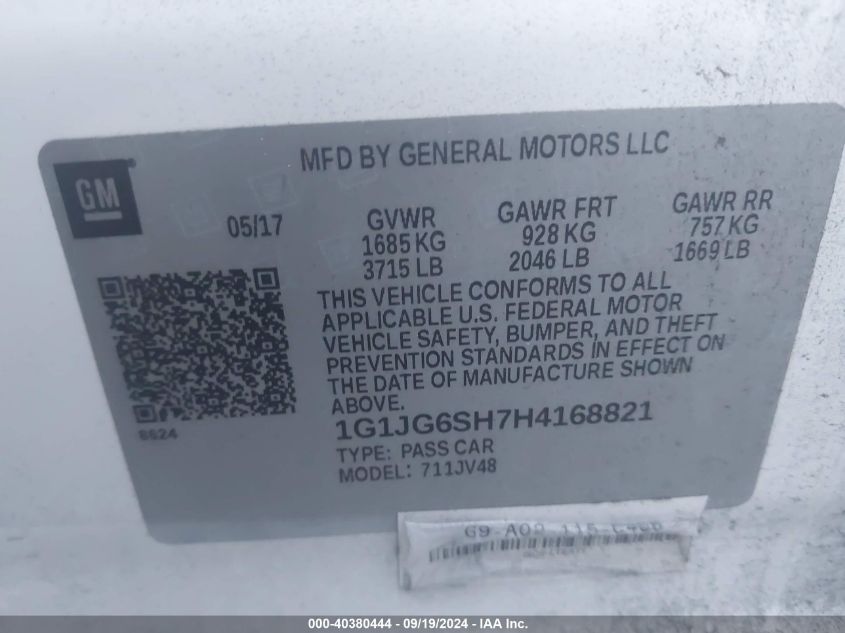 MFD BY GENERAL MOTORS LLC
GM
05/17
GVWR
1685 KG
3715 LB
GAWR FRT
928 KG
2046 LB
GAWR RR
757 KG
1669 LB
THIS VEHICLE CONFORMS TO ALL
APPLICABLE U.S. FEDERAL MOTOR
VEHICLE SAFETY, BUMPER, AND THEFT
PREVENTION STANDARDS IN EFFECT ON
THE DATE OF MANUFACTURE SHOWN
ABOVE.
1G1JG6SH7H4168821
8624
TYPE: PASS CAR
MODEL: 711JV48
000-40380444 - 09/19/2024 - IAA Inc.